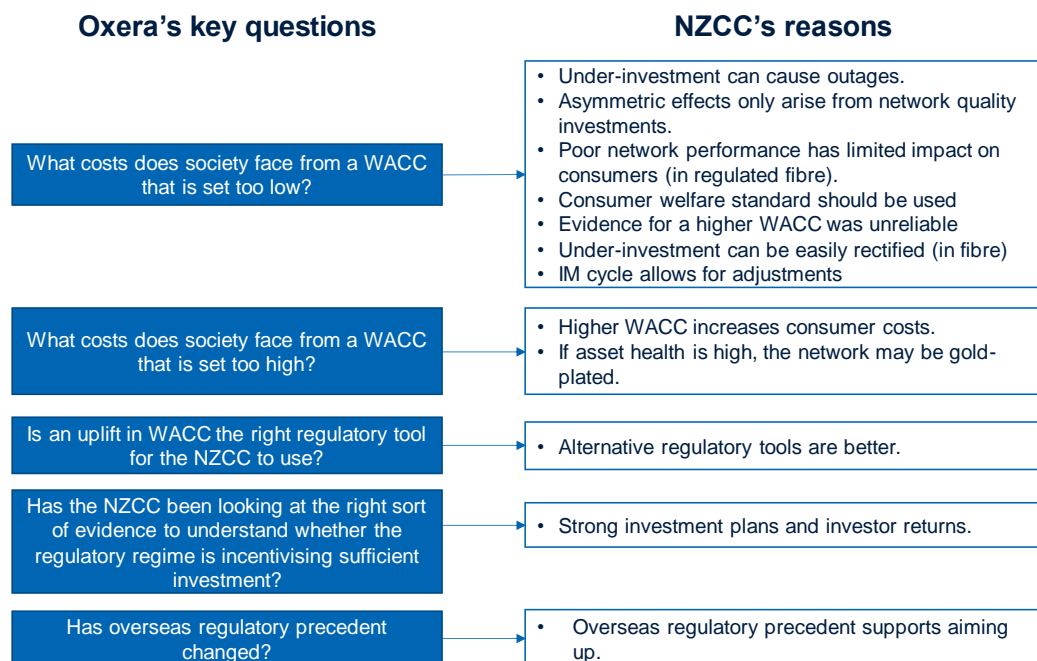 Oxera’s key questions
NZCC’s reasons
What costs does society face from a WACC
that is set too low?
• Under-investment can cause outages.
• Asymmetric effects only arise from network quality
investments.
• Poor network performance has limited impact on
consumers (in regulated fibre).
• Consumer welfare standard should be used
• Evidence for a higher WACC was unreliable
• Under-investment can be easily rectified (in fibre)
• IM cycle allows for adjustments
What costs does society face from a WACC
that is set too high?
• Higher WACC increases consumer costs.
• If asset health is high, the network may be gold-
plated.
Is an uplift in WACC the right regulatory tool
for the NZCC to use?
• Alternative regulatory tools are better.
Has the NZCC been looking at the right sort
of evidence to understand whether the
regulatory regime is incentivising sufficient
investment?
• Strong investment plans and investor returns.
Has overseas regulatory precedent
changed?
• Overseas regulatory precedent supports aiming
up.